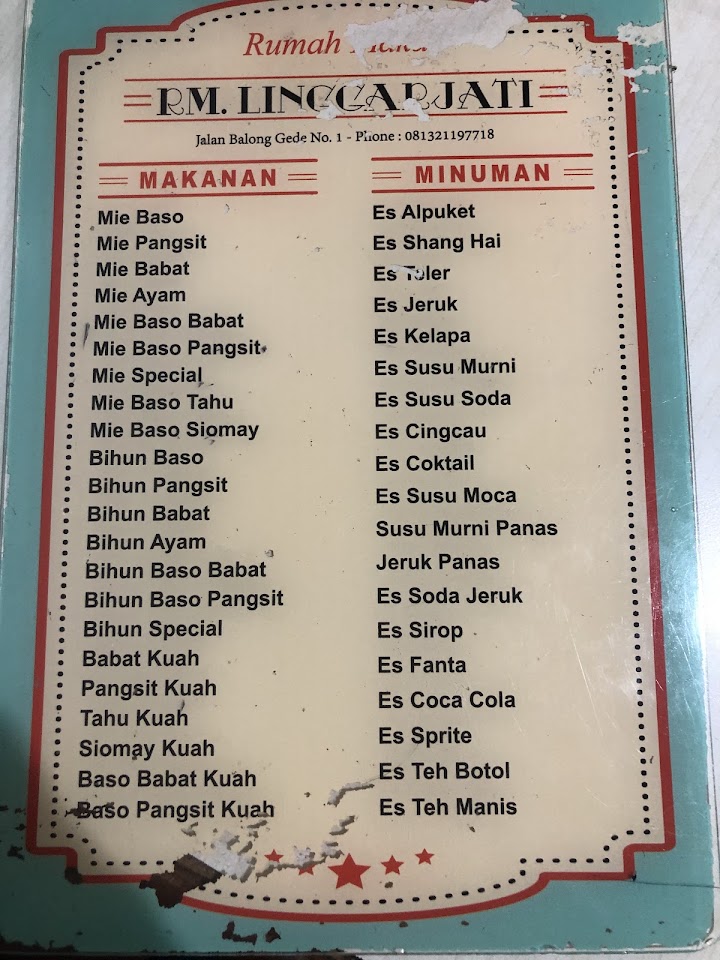 Rumah
RM. LINGGARJATI
Jalan Balong Gede No. 1 - Phone : 081321197718
MAKANAN
Mie Baso
Mie Pangsit
Mie Babat
Mie Ayam
Mie Baso Babat
Mie Baso Pangsit
Mie Special
Mie Baso Tahu
Mie Baso Siomay
Bihun Baso
Bihun Pangsit
Bihun Babat
Bihun Ayam
Bihun Baso Babat
Bihun Baso Pangsit
Bihun Special
Babat Kuah
Pangsit Kuah
Tahu Kuah
Siomay Kuah
Baso Babat Kuah
Baso Pangsit Kuah
MINUMAN
Es Alpuket
Es Shang Hai
Es Teler
Es Jeruk
Es Kelapa
Es Susu Murni
Es Susu Soda
Es Cingcau
Es Coktail
Es Susu Moca
Susu Murni Panas
Jeruk Panas
Es Soda Jeruk
Es Sirop
Es Fanta
Es Coca Cola
Es Sprite
Es Teh Botol
Es Teh Manis